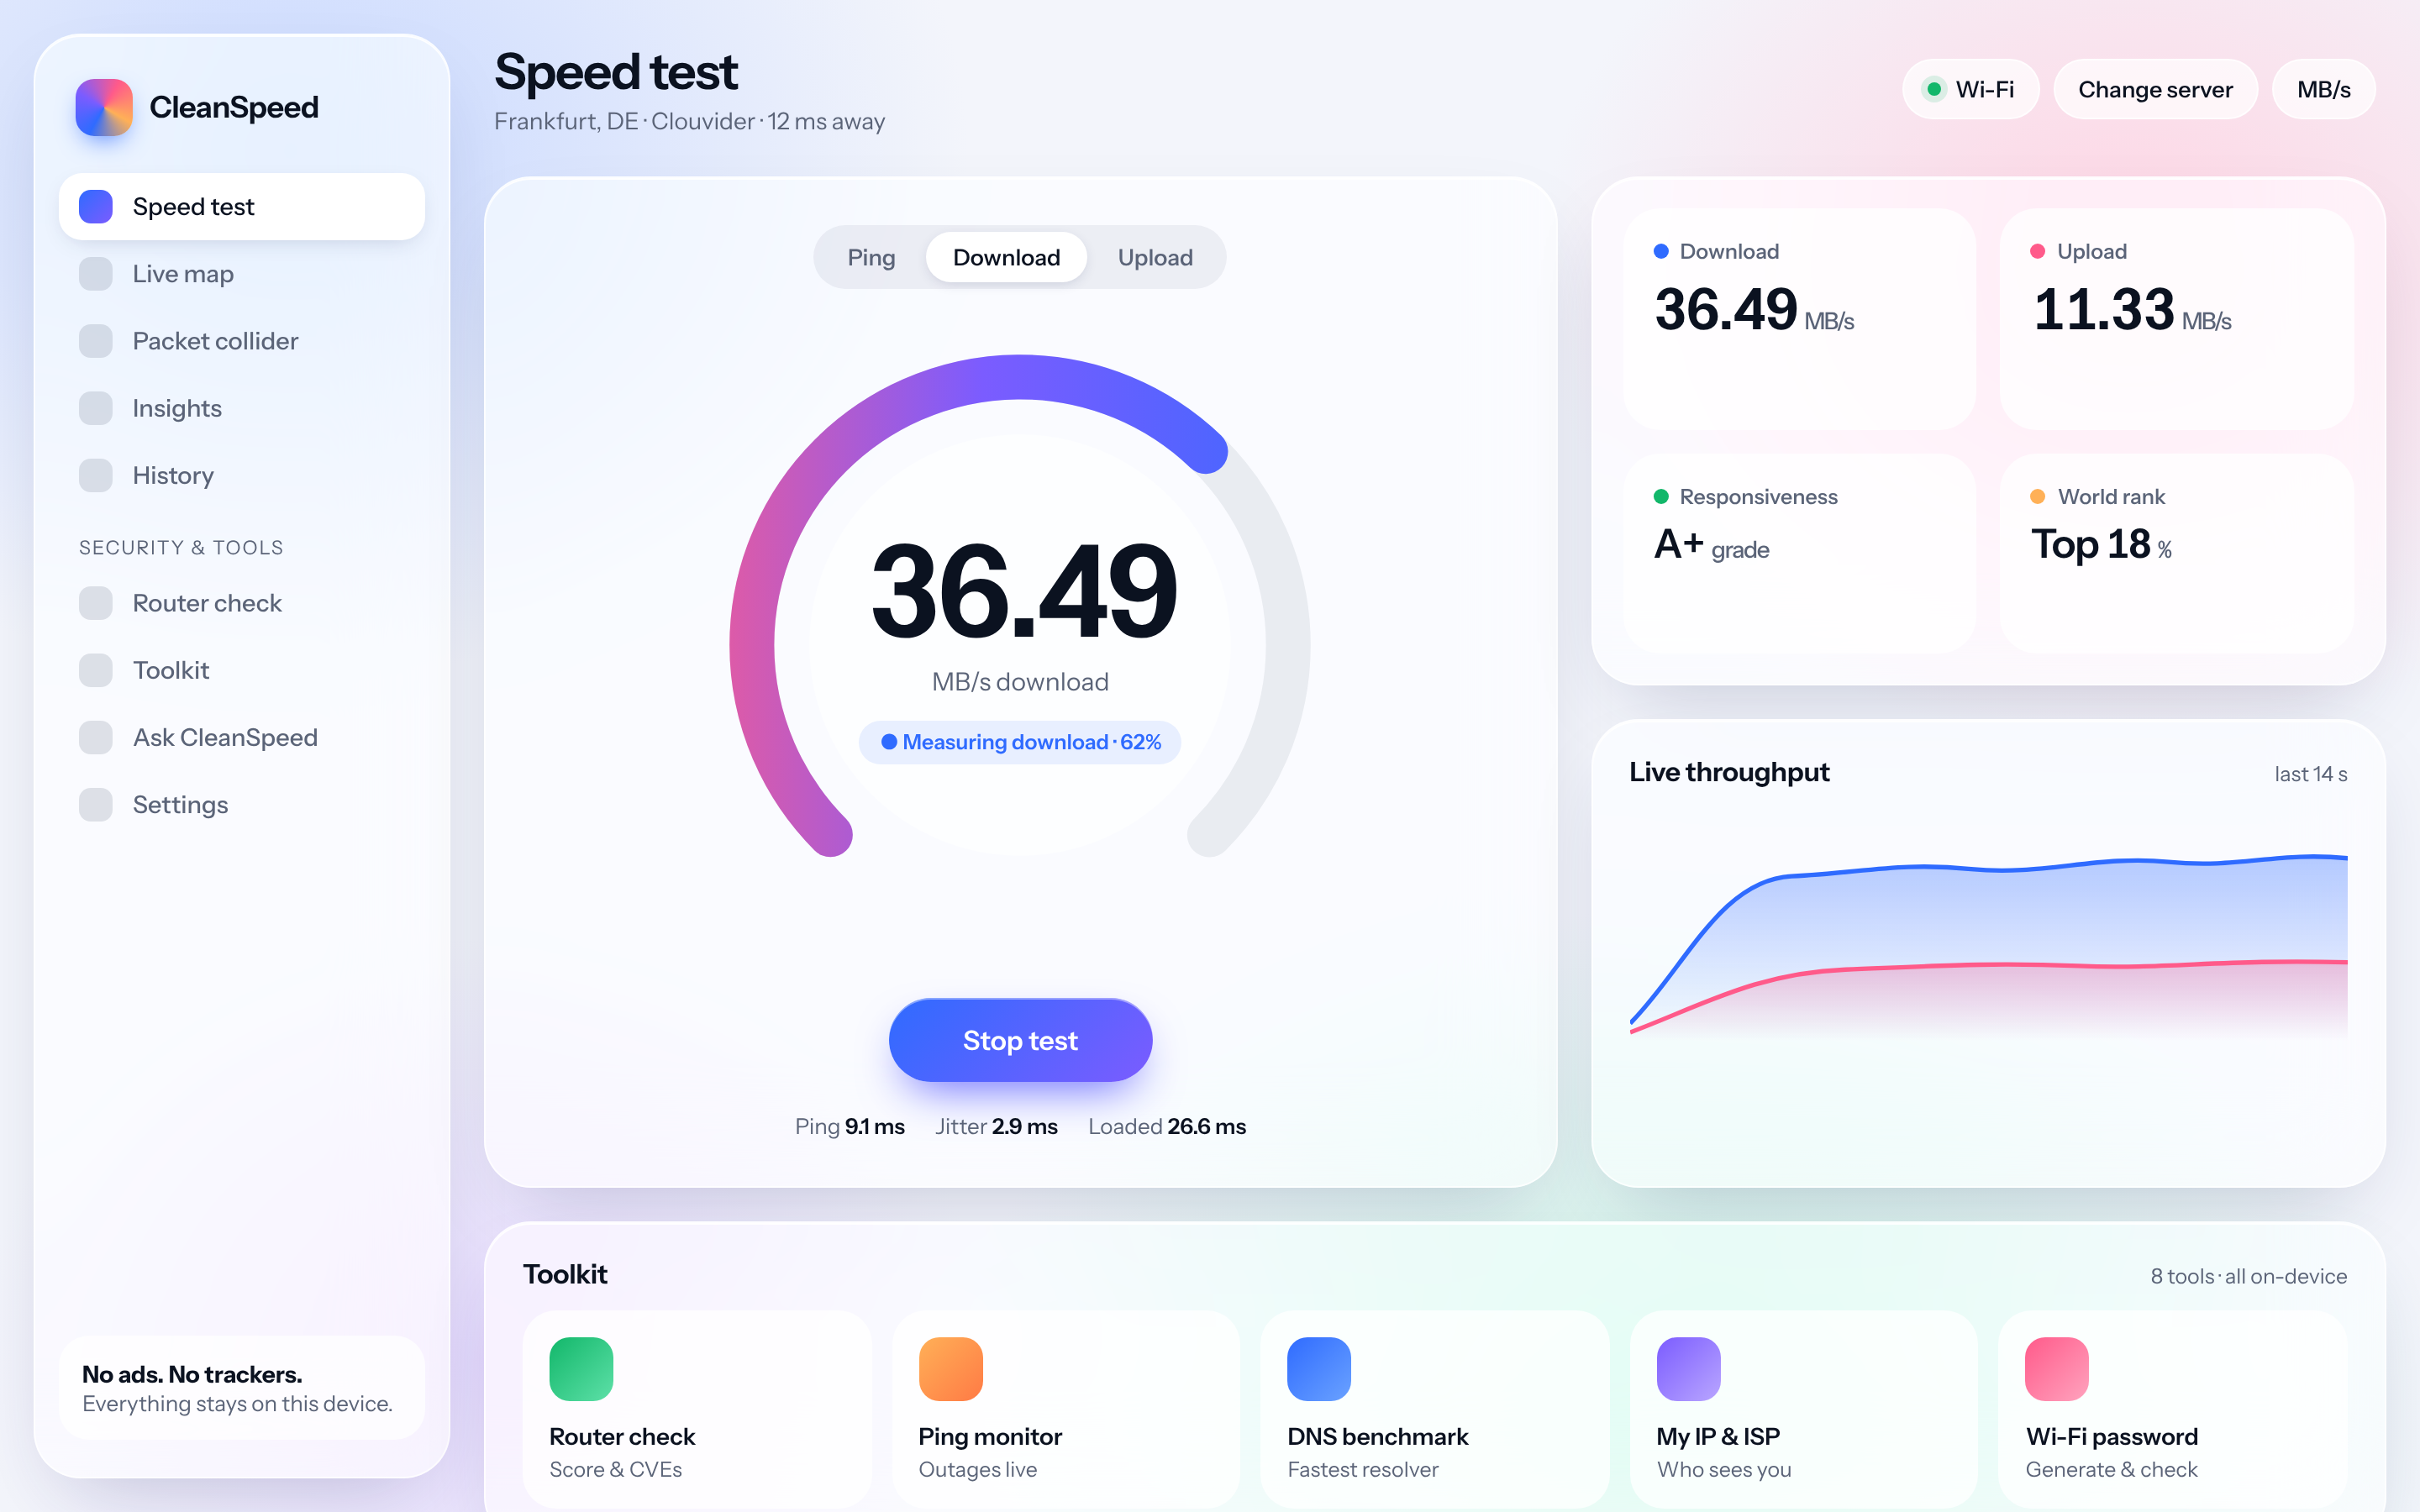 CleanSpeed
Speed test
Live map
Packet collider
Insights
History
SECURITY & TOOLS
Router check
Toolkit
Ask CleanSpeed
Settings
No ads. No trackers.
Everything stays on this device.
Speed test
Frankfurt, DE · Clouvider · 12 ms away
Wi-Fi
Change server
MB/s
Ping
Download
Upload
36.49
MB/s download
Measuring download · 62%
Stop test
Ping 9.1 ms Jitter 2.9 ms Loaded 26.6 ms
Download
36.49 MB/s
Upload
11.33 MB/s
Responsiveness
A+ grade
World rank
Top 18 %
Live throughput
last 14 s
Toolkit
8 tools · all on-device
Router check
Score & CVEs
Ping monitor
Outages live
DNS benchmark
Fastest resolver
My IP & ISP
Who sees you
Wi-Fi password
Generate & check